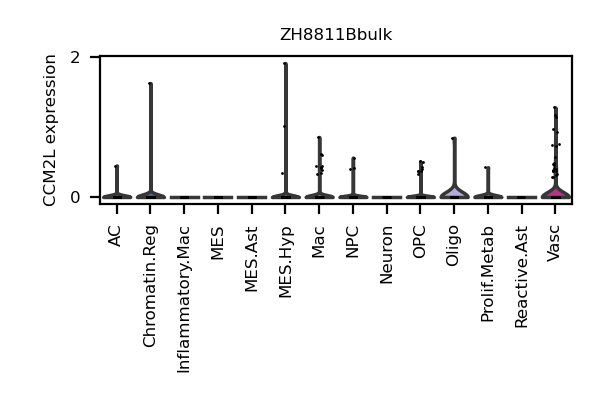 ZH8811Bbulk
CCM2L expression
2
0
AC
Chromatin.Reg
Inflammatory.Mac
MES
MES.Ast
MES.Hyp
Mac
NPC
Neuron
OPC
Oligo
Prolif.Metab
Reactive.Ast
Vasc